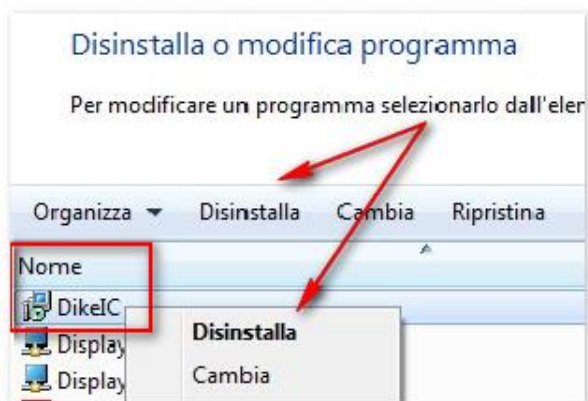 Disinstalla o modifica programma
Per modificare un programma selezionarlo dall'eler
Organizza Disinstalla Cambia Ripristina
Nome
DikeIC
Disinstalla
Display
Cambia
Display